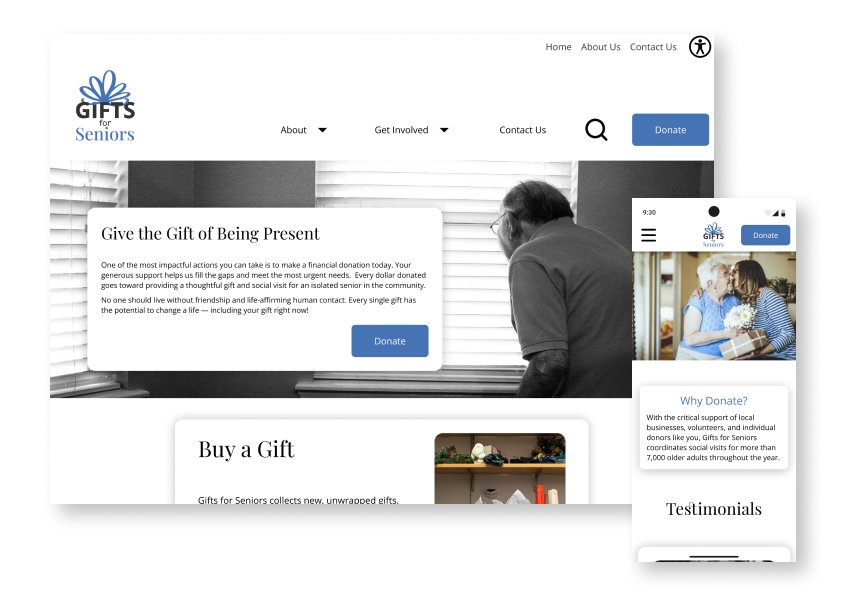 Home About Us Contact Us
GIFTS
for
Seniors
About Get Involved Contact Us Donate
Give the Gift of Being Present
One of the most impactful actions you can take is to make a financial donation today. Your
generous support helps us fill the gaps and meet the most urgent needs. Every dollar donated
goes toward providing a thoughtful gift and social visit for an isolated senior in the community.
No one should live without friendship and life-affirming human contact. Every single gift has
the potential to change a life — including your gift right now!
Donate
Buy a Gift
Gifts for Seniors collects new, unwrapped gifts,
9:30
GIFTS
for
Seniors
Donate
Why Donate?
With the critical support of local
businesses, volunteers, and individual
donors like you, Gifts for Seniors
coordinates social visits for more than
7,000 older adults throughout the year.
Testimonials